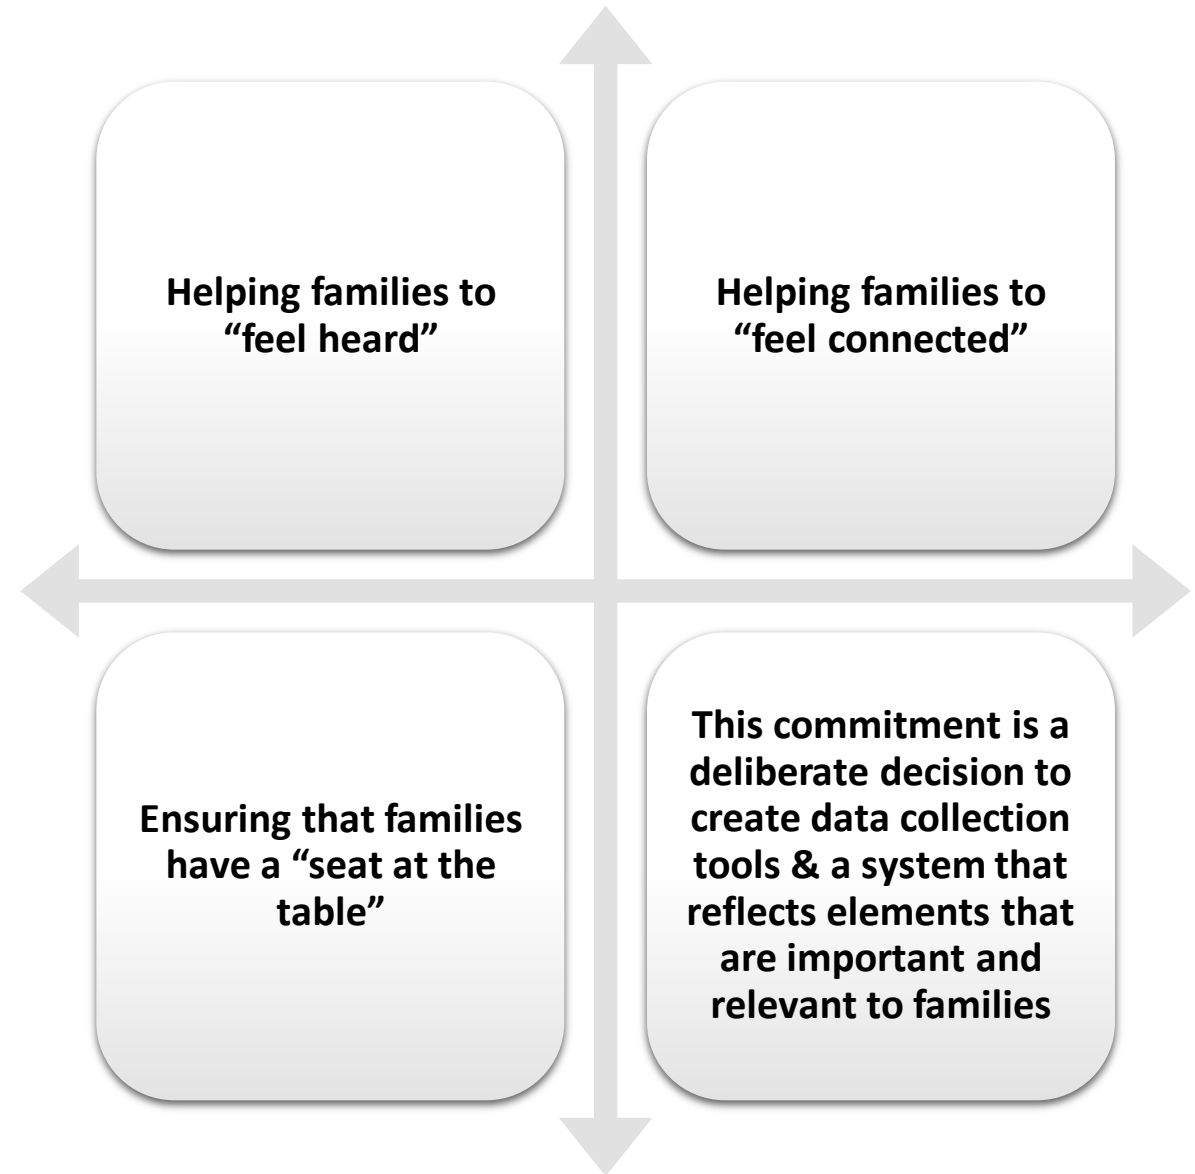 Helping families to
“feel heard”
Helping families to
“feel connected”
Ensuring that families
have a “seat at the
table”
This commitment is a
deliberate decision to
create data collection
tools & a system that
reflects elements that
are important and
relevant to families